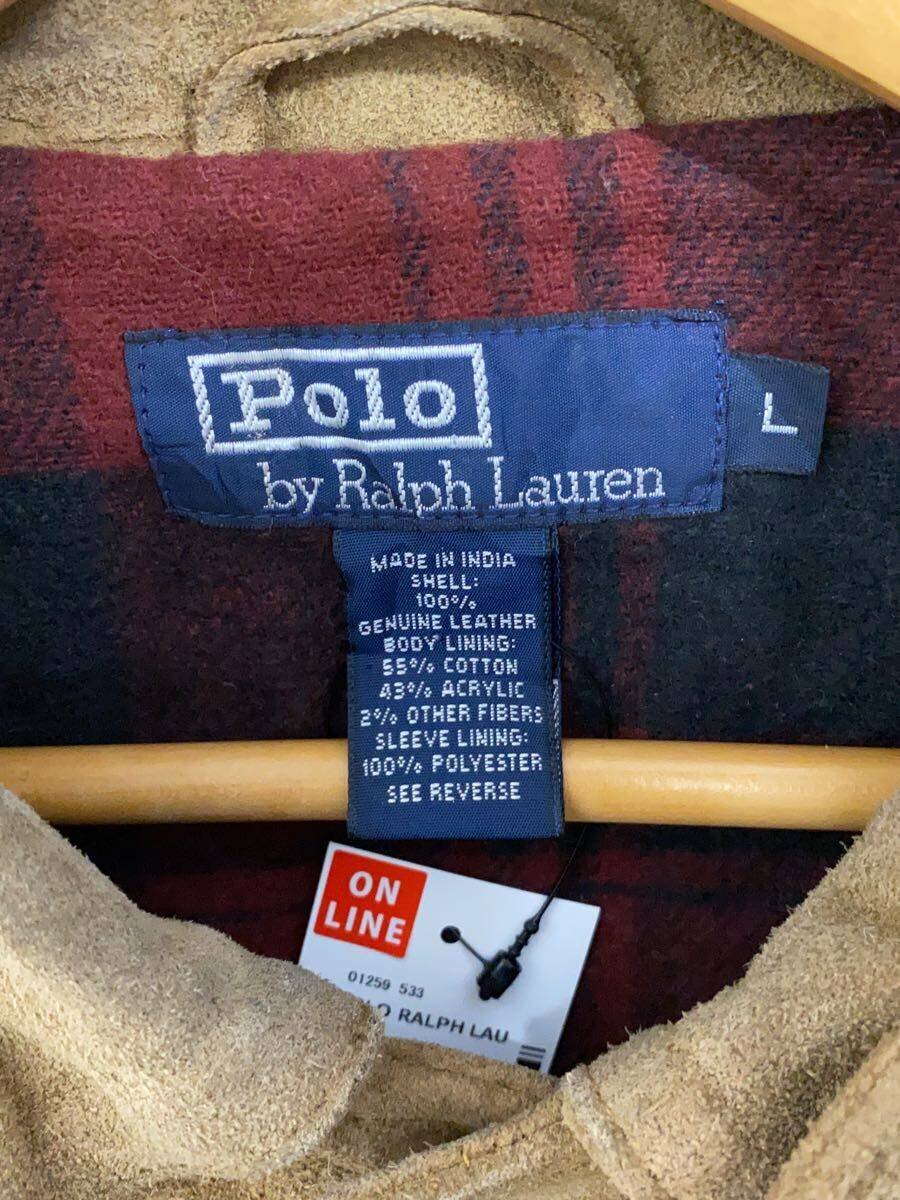 Polo
by Ralph Lauren
L
MADE IN INDIA
SHELL:
100%
GENUINE LEATHER
BODY LINING:
55% COTTON
43% ACRYLIC
2% OTHER FIBERS
SLEEVE LINING:
100% POLYESTER
SEE REVERSE
ON
LINE
01259 533
RALPH LAU